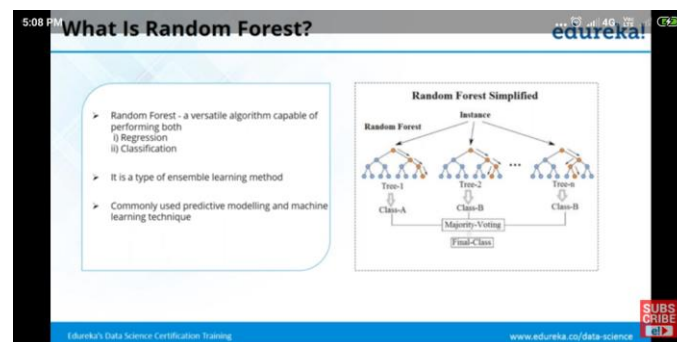 5:08 PM
... 4G
What Is Random Forest?
edureka!
➤ Random Forest - a versatile algorithm capable of
performing both
i) Regression
ii) Classification
➤ It is a type of ensemble learning method
➤ Commonly used predictive modelling and machine
learning technique
Random Forest Simplified
Instance
Random Forest
...
Tree-1 Tree-2 Tree-n
Class-A Class-B Class-B
Majority-Voting
Final-Class
SUBS
CRIBE
e!
Edureka's Data Science Certification Training
www.edureka.co/data-science